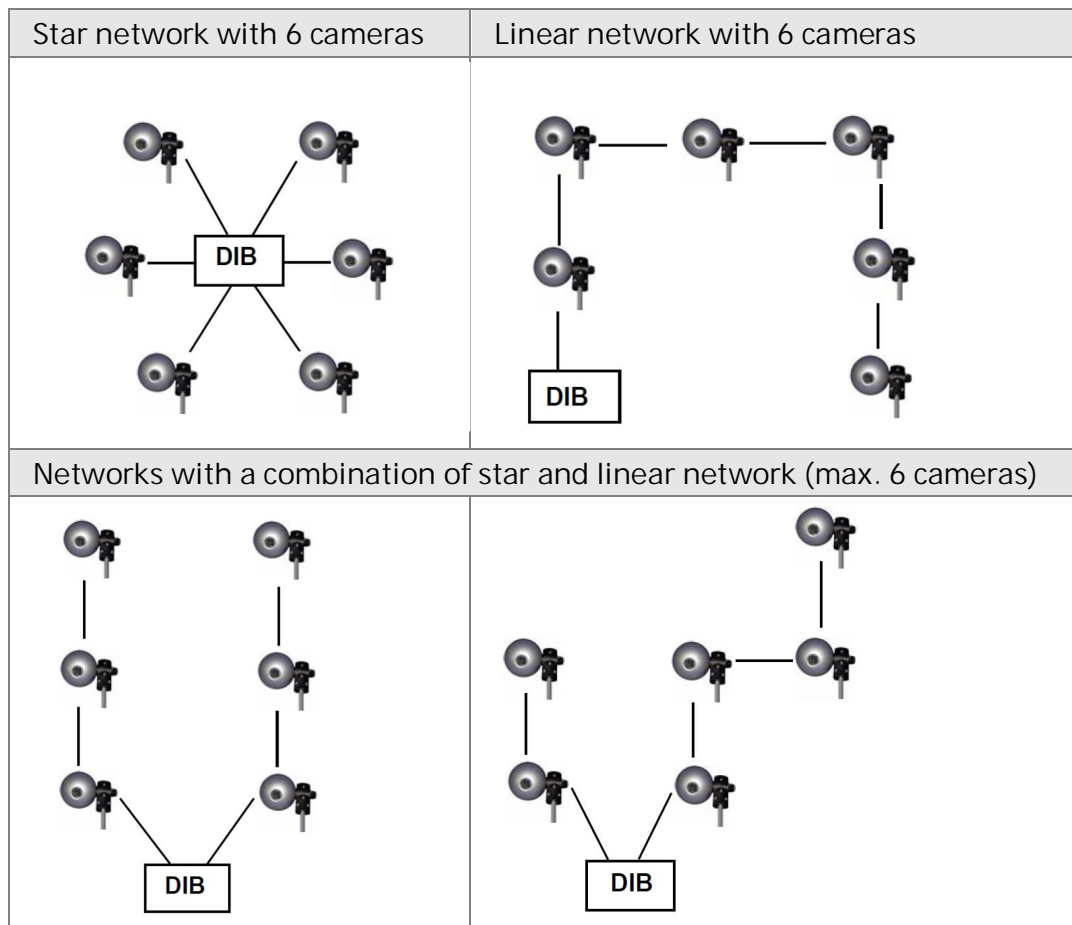 Star network with 6 cameras
Linear network with 6 cameras
DIB
DIB
Networks with a combination of star and linear network (max. 6 cameras)
DIB
DIB